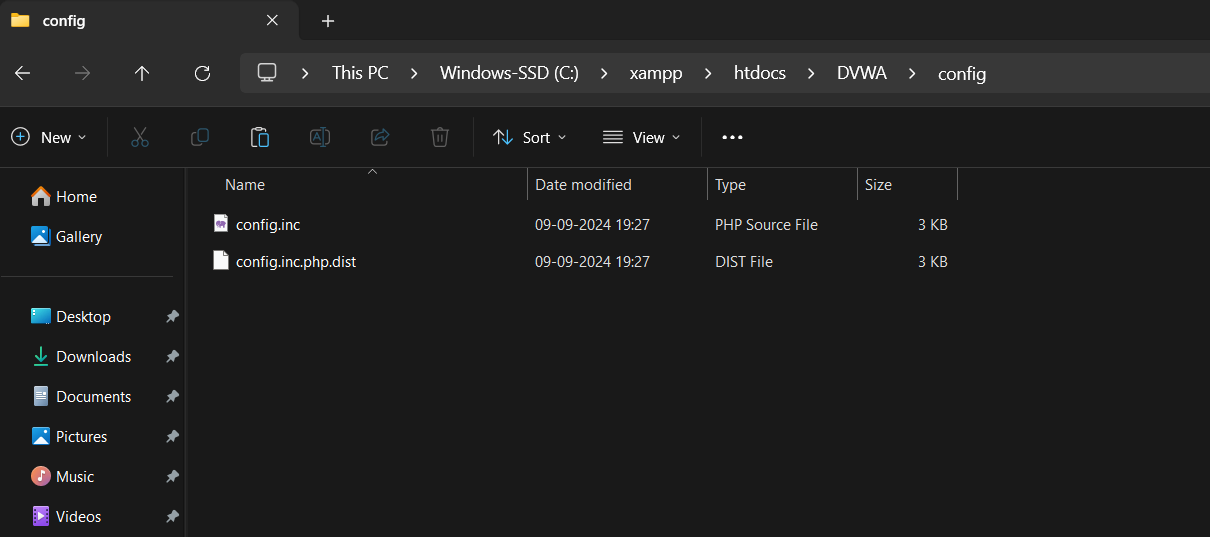 config
This PC > Windows-SSD (C:) > xampp > htdocs > DVWA > config
New Sort View
Name Date modified Type Size
Home
Gallery
config.inc 09-09-2024 19:27 PHP Source File 3 KB
config.inc.php.dist 09-09-2024 19:27 DIST File 3 KB
Desktop
Downloads
Documents
Pictures
Music
Videos